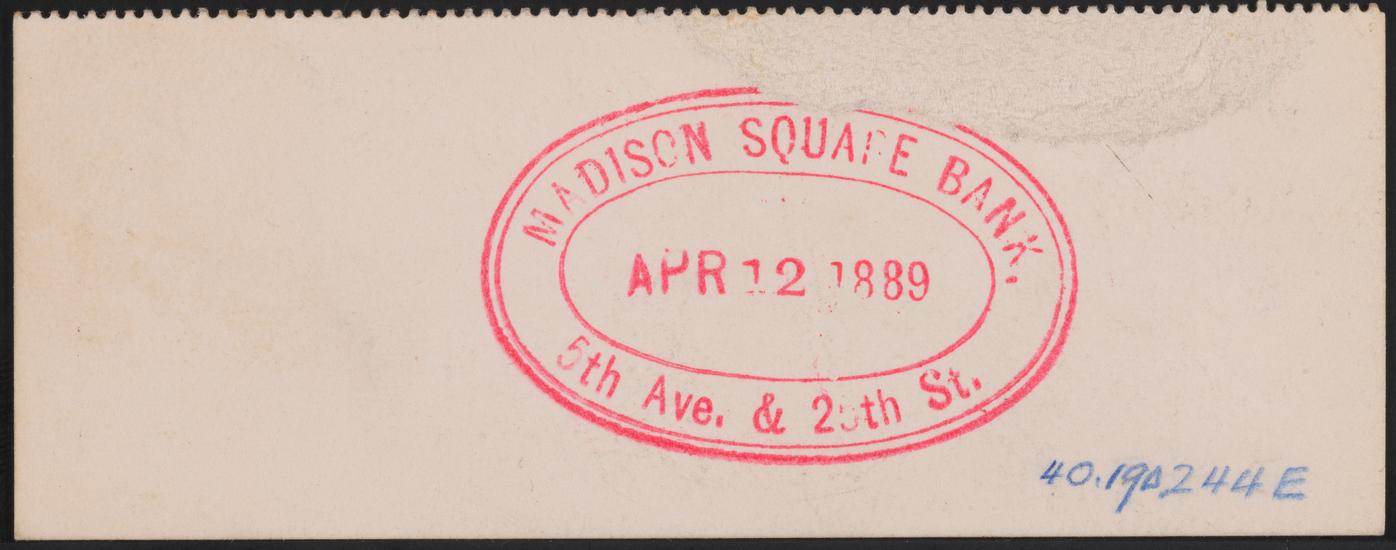 MADISON SQUARE BANK.
APR 12 1889
5th Ave. & 25th St.
40.19A244E